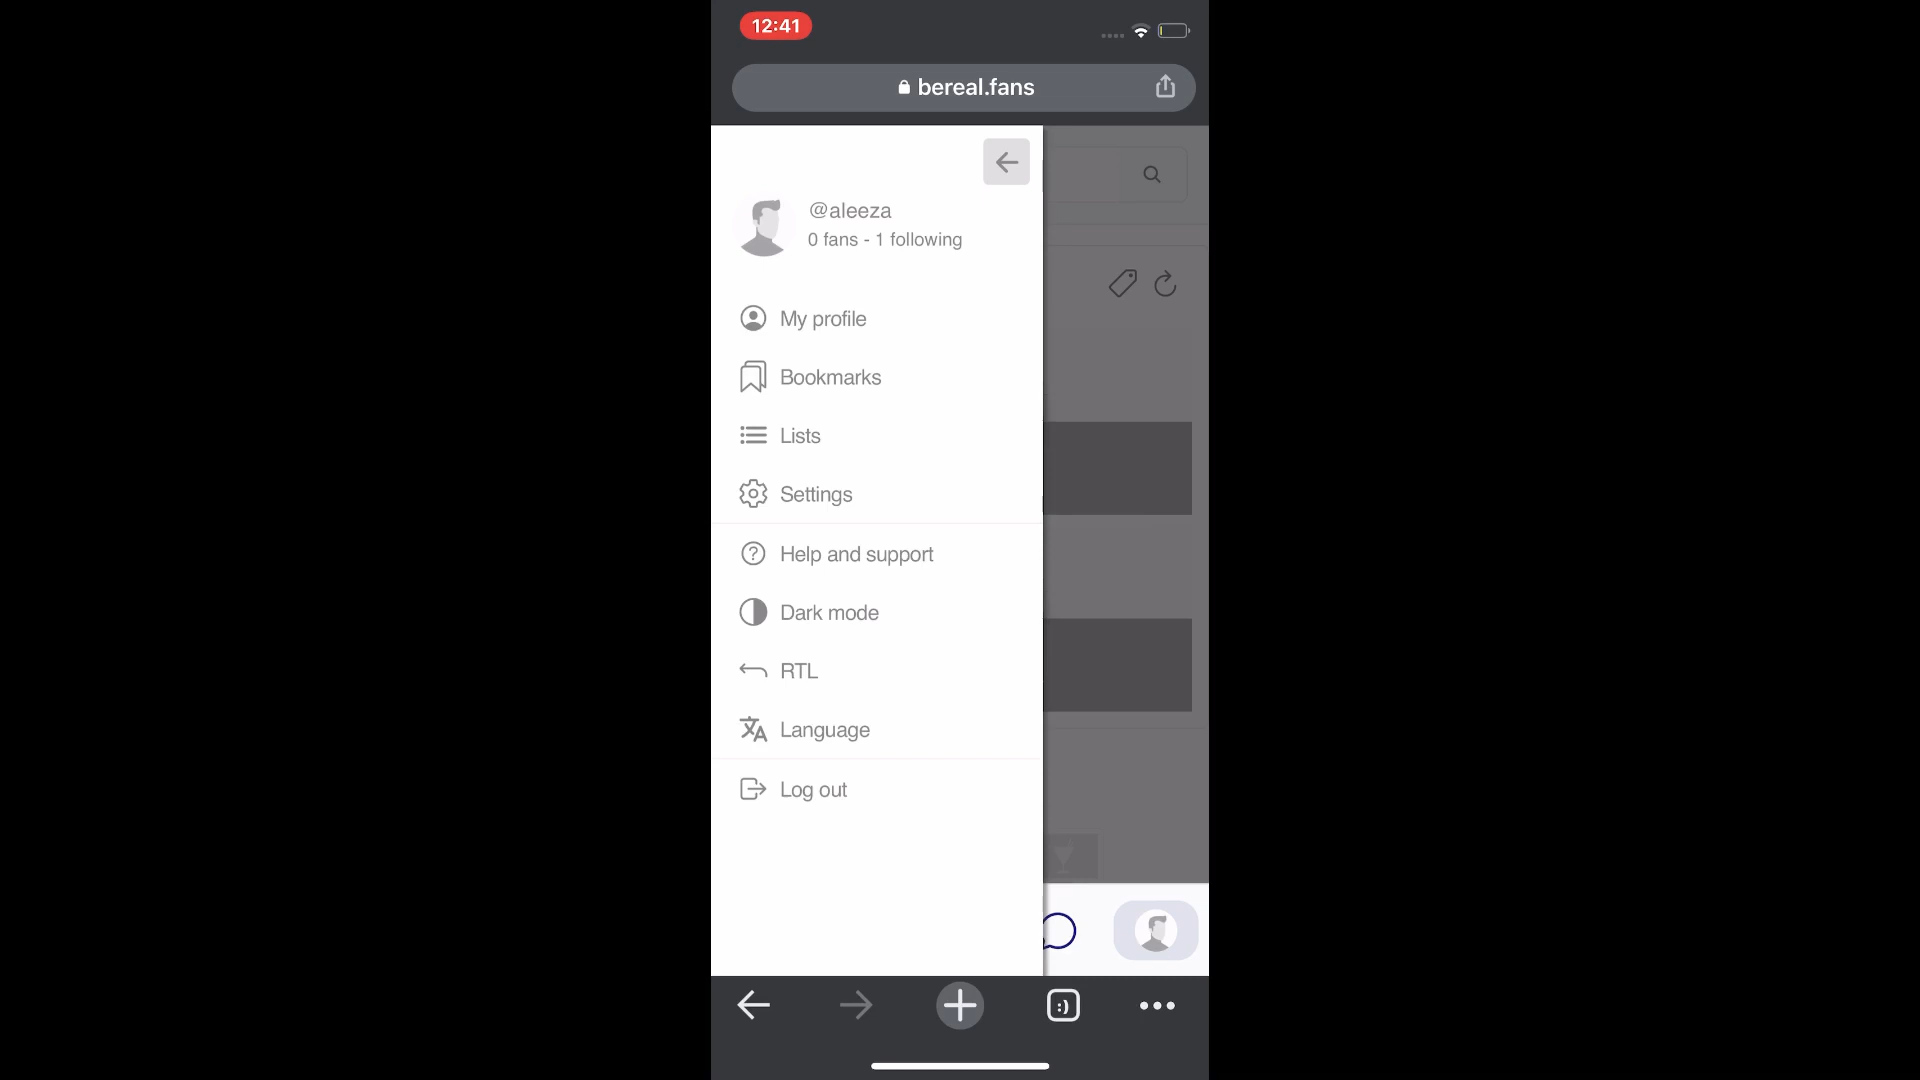 12:41
bereal.fans
@aleeza
0 fans - 1 following
My profile
Bookmarks
Lists
Settings
Help and support
Dark mode
RTL
Language
Log out
:)